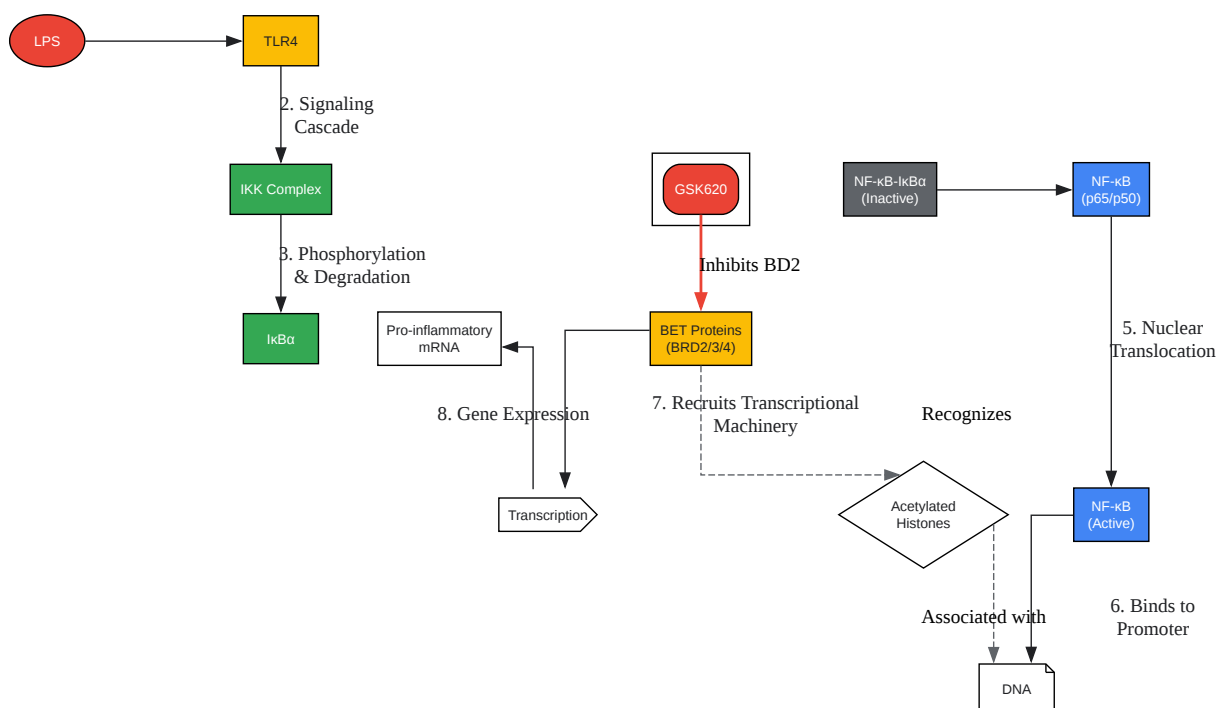 LPS
TLR4
2. Signaling
Cascade
IKK Complex
3. Phosphorylation
& Degradation
IκBα
GSK620
Inhibits BD2
NF-κB-IκBα
(Inactive)
NF-κB
(p65/p50)
Pro-inflammatory
mRNA
BET Proteins
(BRD2/3/4)
5. Nuclear
Translocation
8. Gene Expression
7. Recruits Transcriptional
Machinery
Recognizes
Transcription
Acetylated
Histones
NF-κB
(Active)
Associated with
6. Binds to
Promoter
DNA